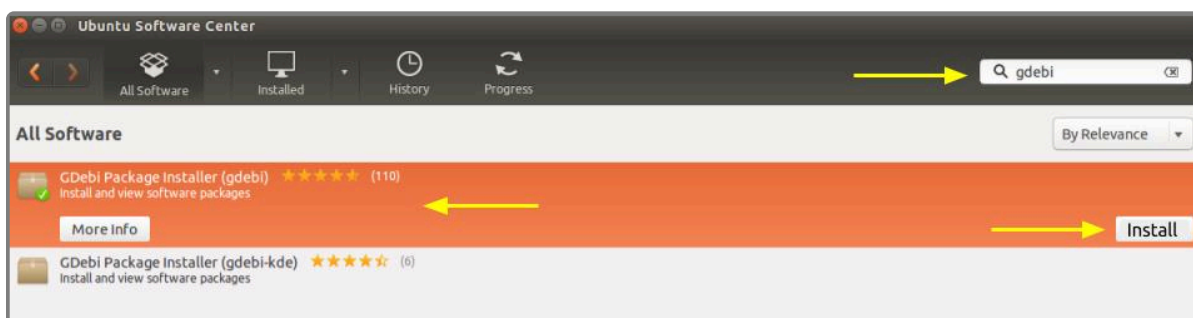 Ubuntu Software Center
All Software
Installed
History
Progress
gdebi
All Software
By Relevance
GDebi Package Installer (gdebi) (110)
Install and view software packages
More Info
Install
GDebi Package Installer (gdebi-kde) (6)
Install and view software packages